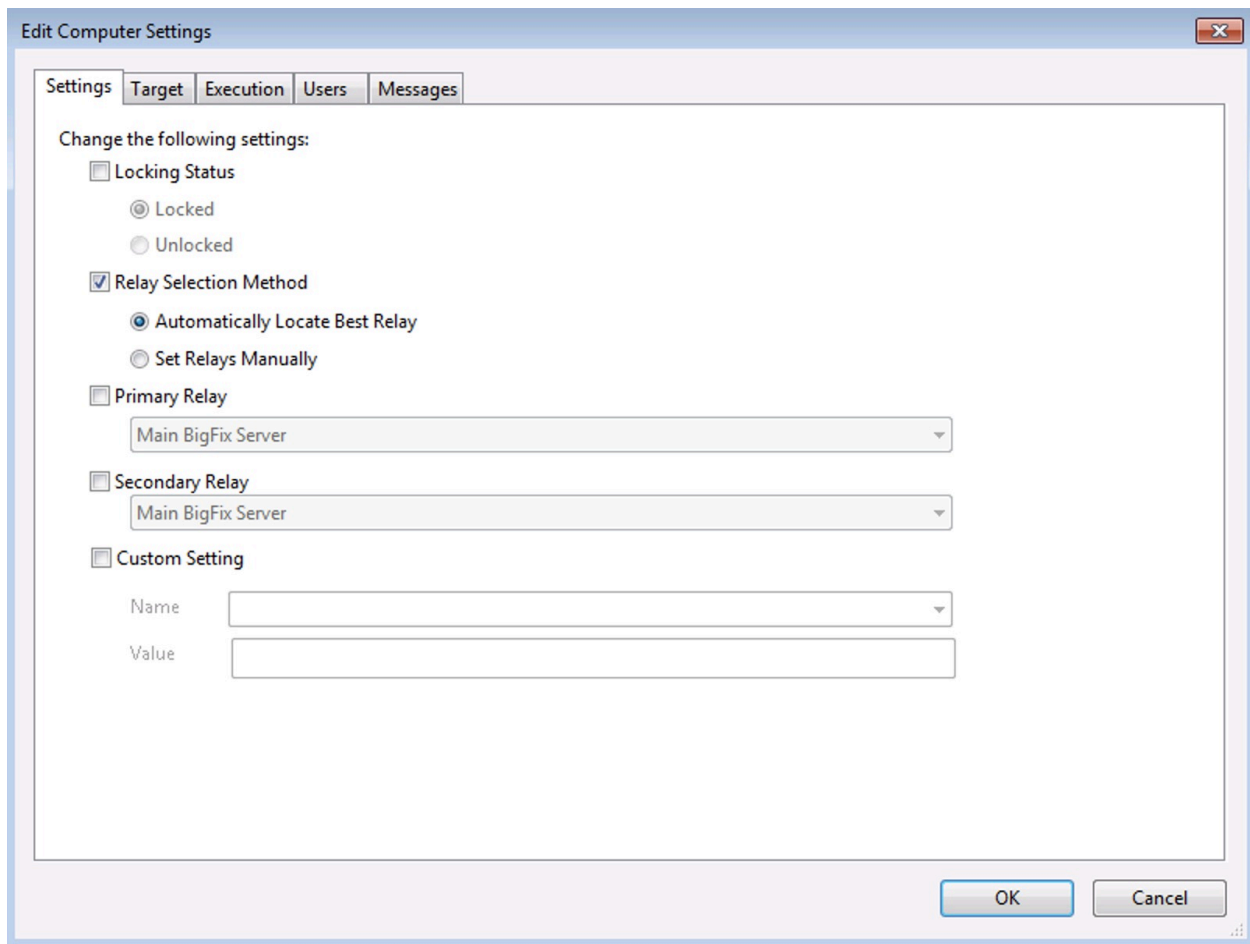 Edit Computer Settings
Settings Target Execution Users Messages
Change the following settings:
Locking Status
Locked
Unlocked
Relay Selection Method
Automatically Locate Best Relay
Set Relays Manually
Primary Relay
Main BigFix Server
Secondary Relay
Main BigFix Server
Custom Setting
Name
Value
OK Cancel